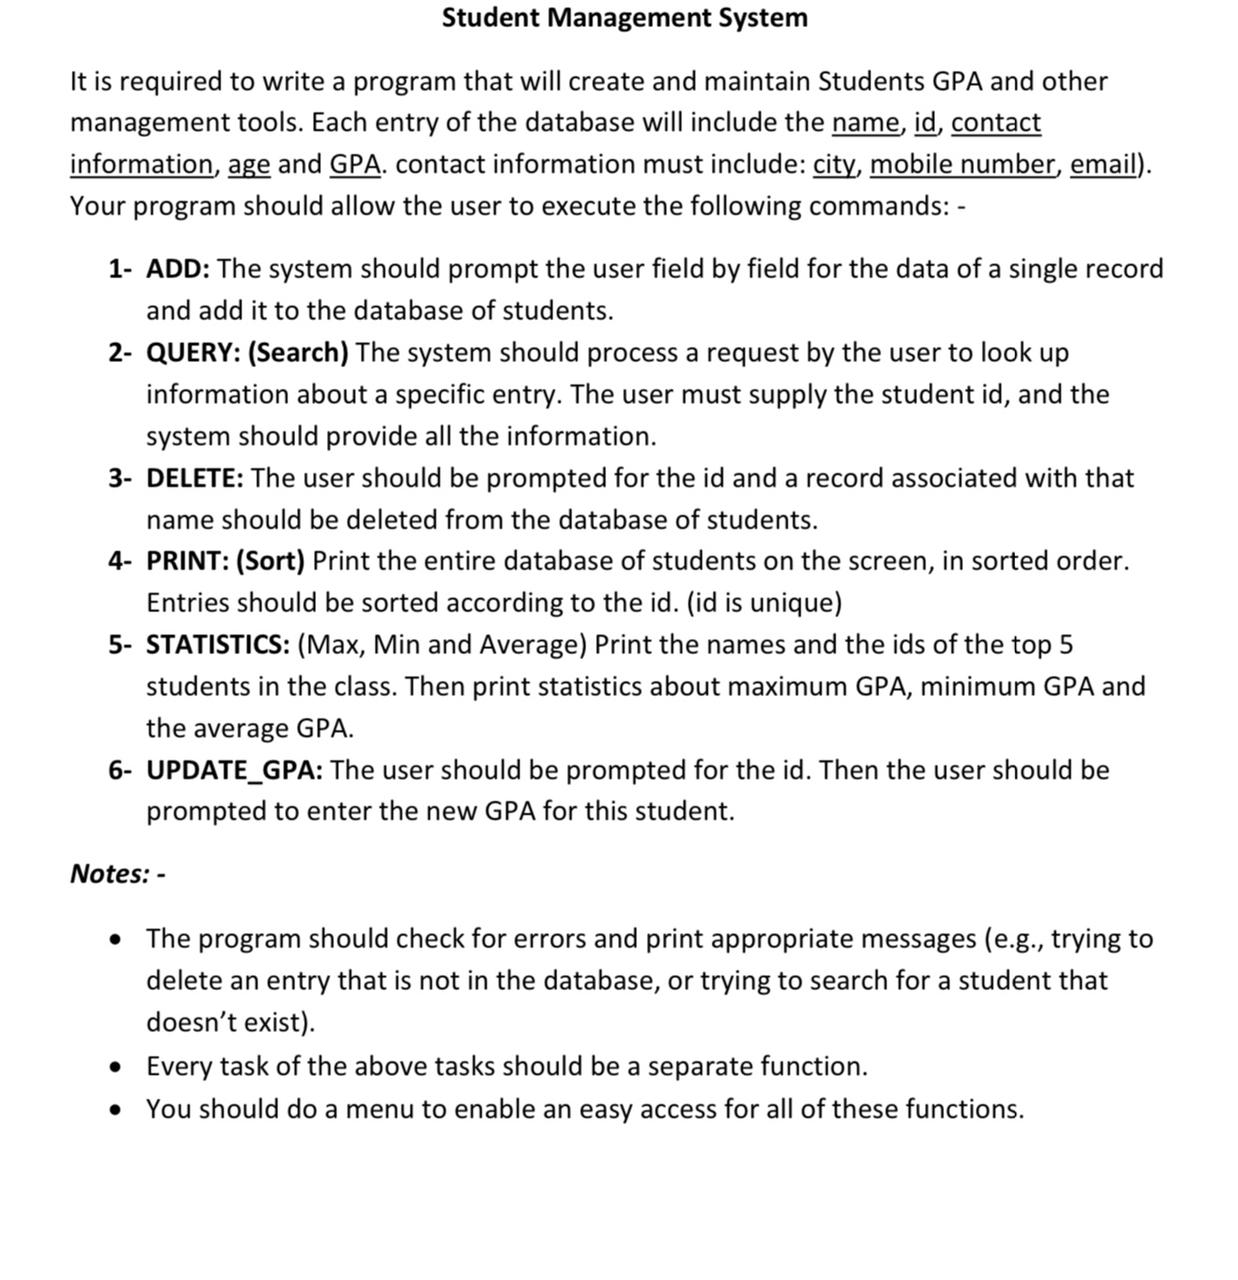 Student Management System
It is required to write a program that will create and maintain Students GPA and other
management tools. Each entry of the database will include the name, id, contact
information, age and GPA. contact information must include: city, mobile number, email).
Your program should allow the user to execute the following commands: -
1- ADD: The system should prompt the user field by field for the data of a single record
and add it to the database of students.
2- QUERY: (Search) The system should process a request by the user to look up
information about a specific entry. The user must supply the student id, and the
system should provide all the information.
3- DELETE: The user should be prompted for the id and a record associated with that
name should be deleted from the database of students.
4- PRINT: (Sort) Print the entire database of students on the screen, in sorted order.
Entries should be sorted according to the id. (id is unique)
5- STATISTICS: (Max, Min and Average) Print the names and the ids of the top 5
students in the class. Then print statistics about maximum GPA, minimum GPA and
the average GPA.
6- UPDATE_GPA: The user should be prompted for the id. Then the user should be
prompted to enter the new GPA for this student.
Notes: -
• The program should check for errors and print appropriate messages (e.g., trying to
delete an entry that is not in the database, or trying to search for a student that
doesn’t exist).
• Every task of the above tasks should be a separate function.
• You should do a menu to enable an easy access for all of these functions.